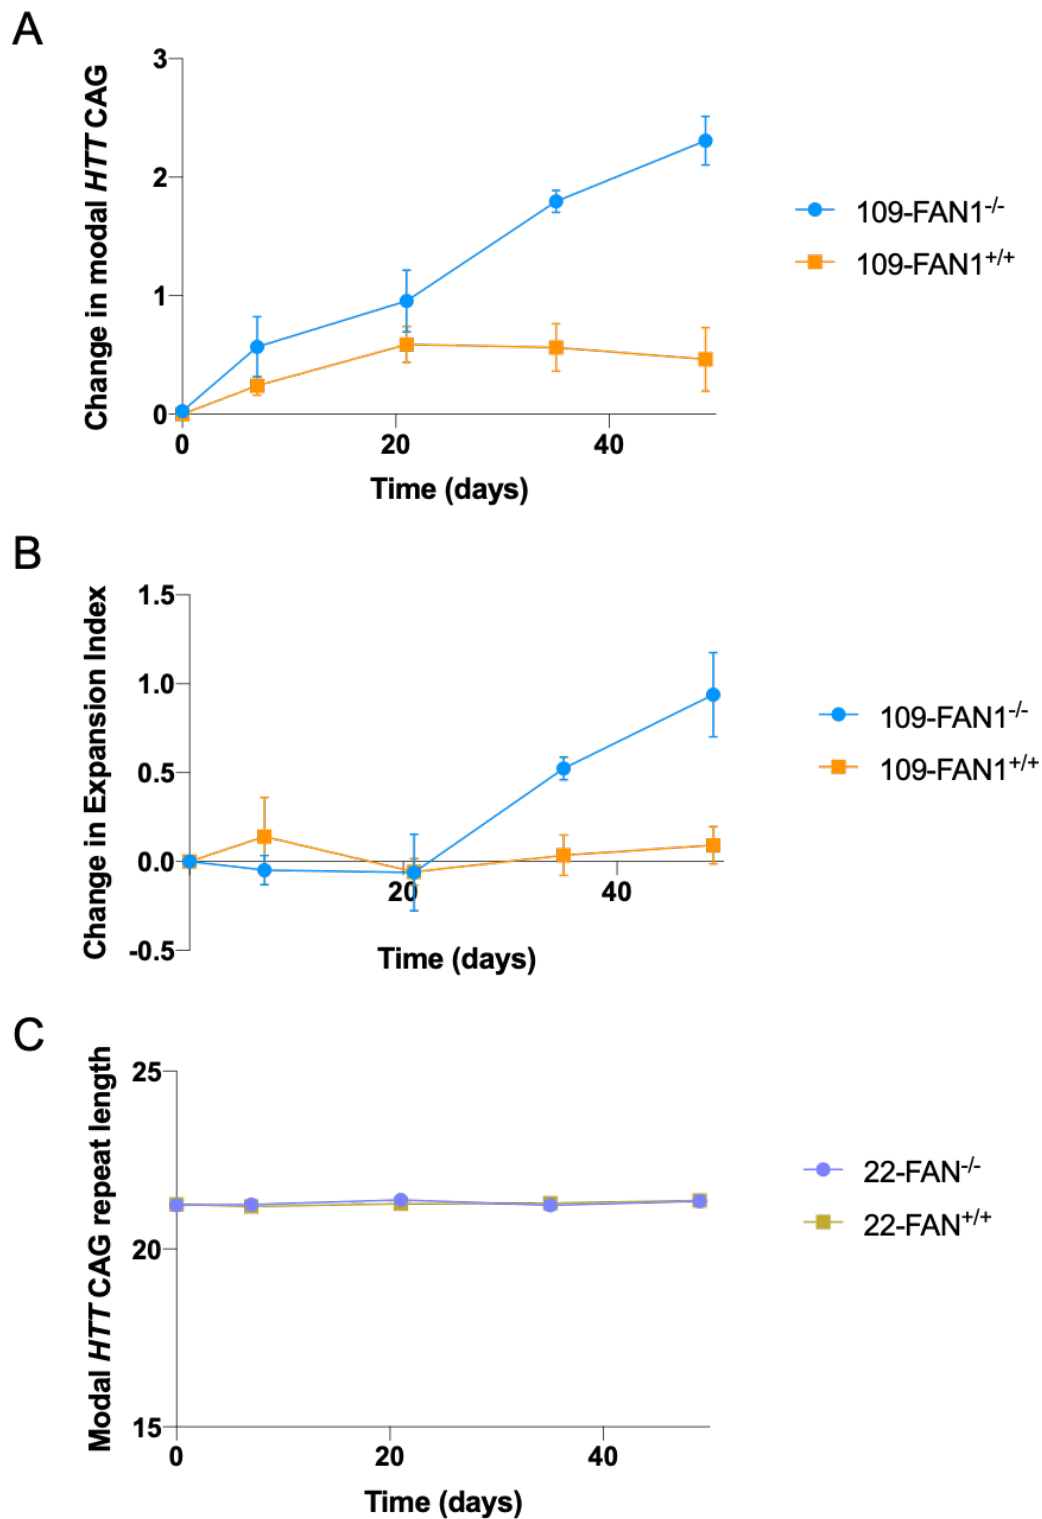 A
Change in modal HTT CAG
3
2
1
0
0 20 40
Time (days)
109-FAN1-/-
109-FAN1+/+
B
Change in Expansion Index
1.5
1.0
0.5
0.0
-0.5
20 40
Time (days)
109-FAN1-/-
109-FAN1+/+
C
Modal HTT CAG repeat length
25
20
15
0 20 40
Time (days)
22-FAN-/-
22-FAN+/+